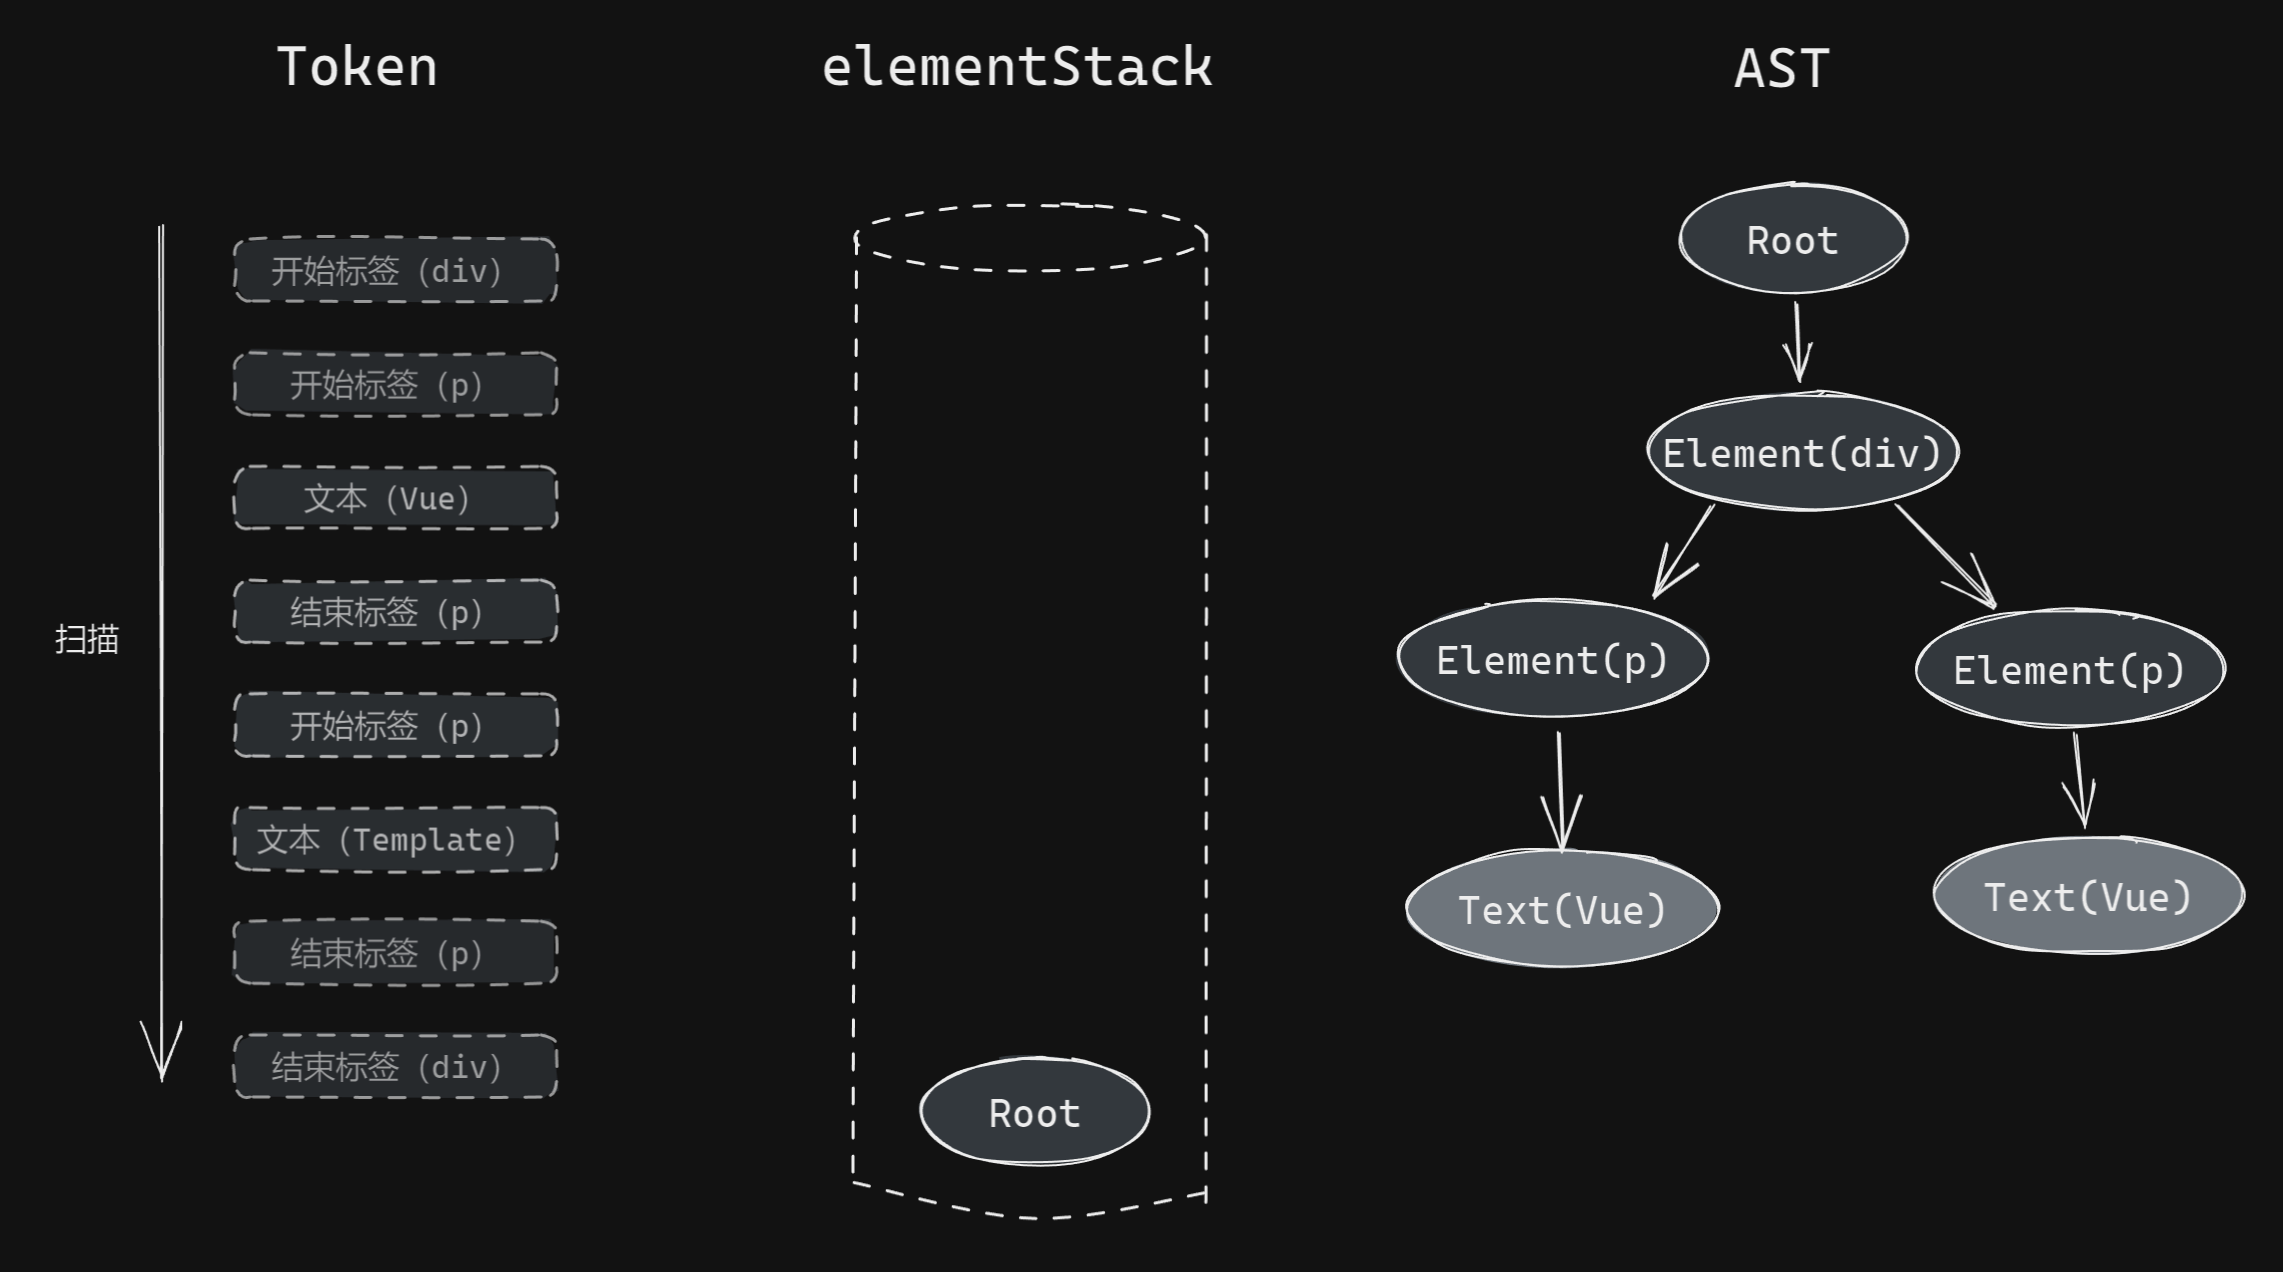 Token
elementStack
AST
扫描
开始标签（div）
开始标签（p）
文本（Vue）
结束标签（p）
开始标签（p）
文本（Template）
结束标签（p）
结束标签（div）
Root
Root
Element(div)
Element(p)
Element(p)
Text(Vue)
Text(Vue)